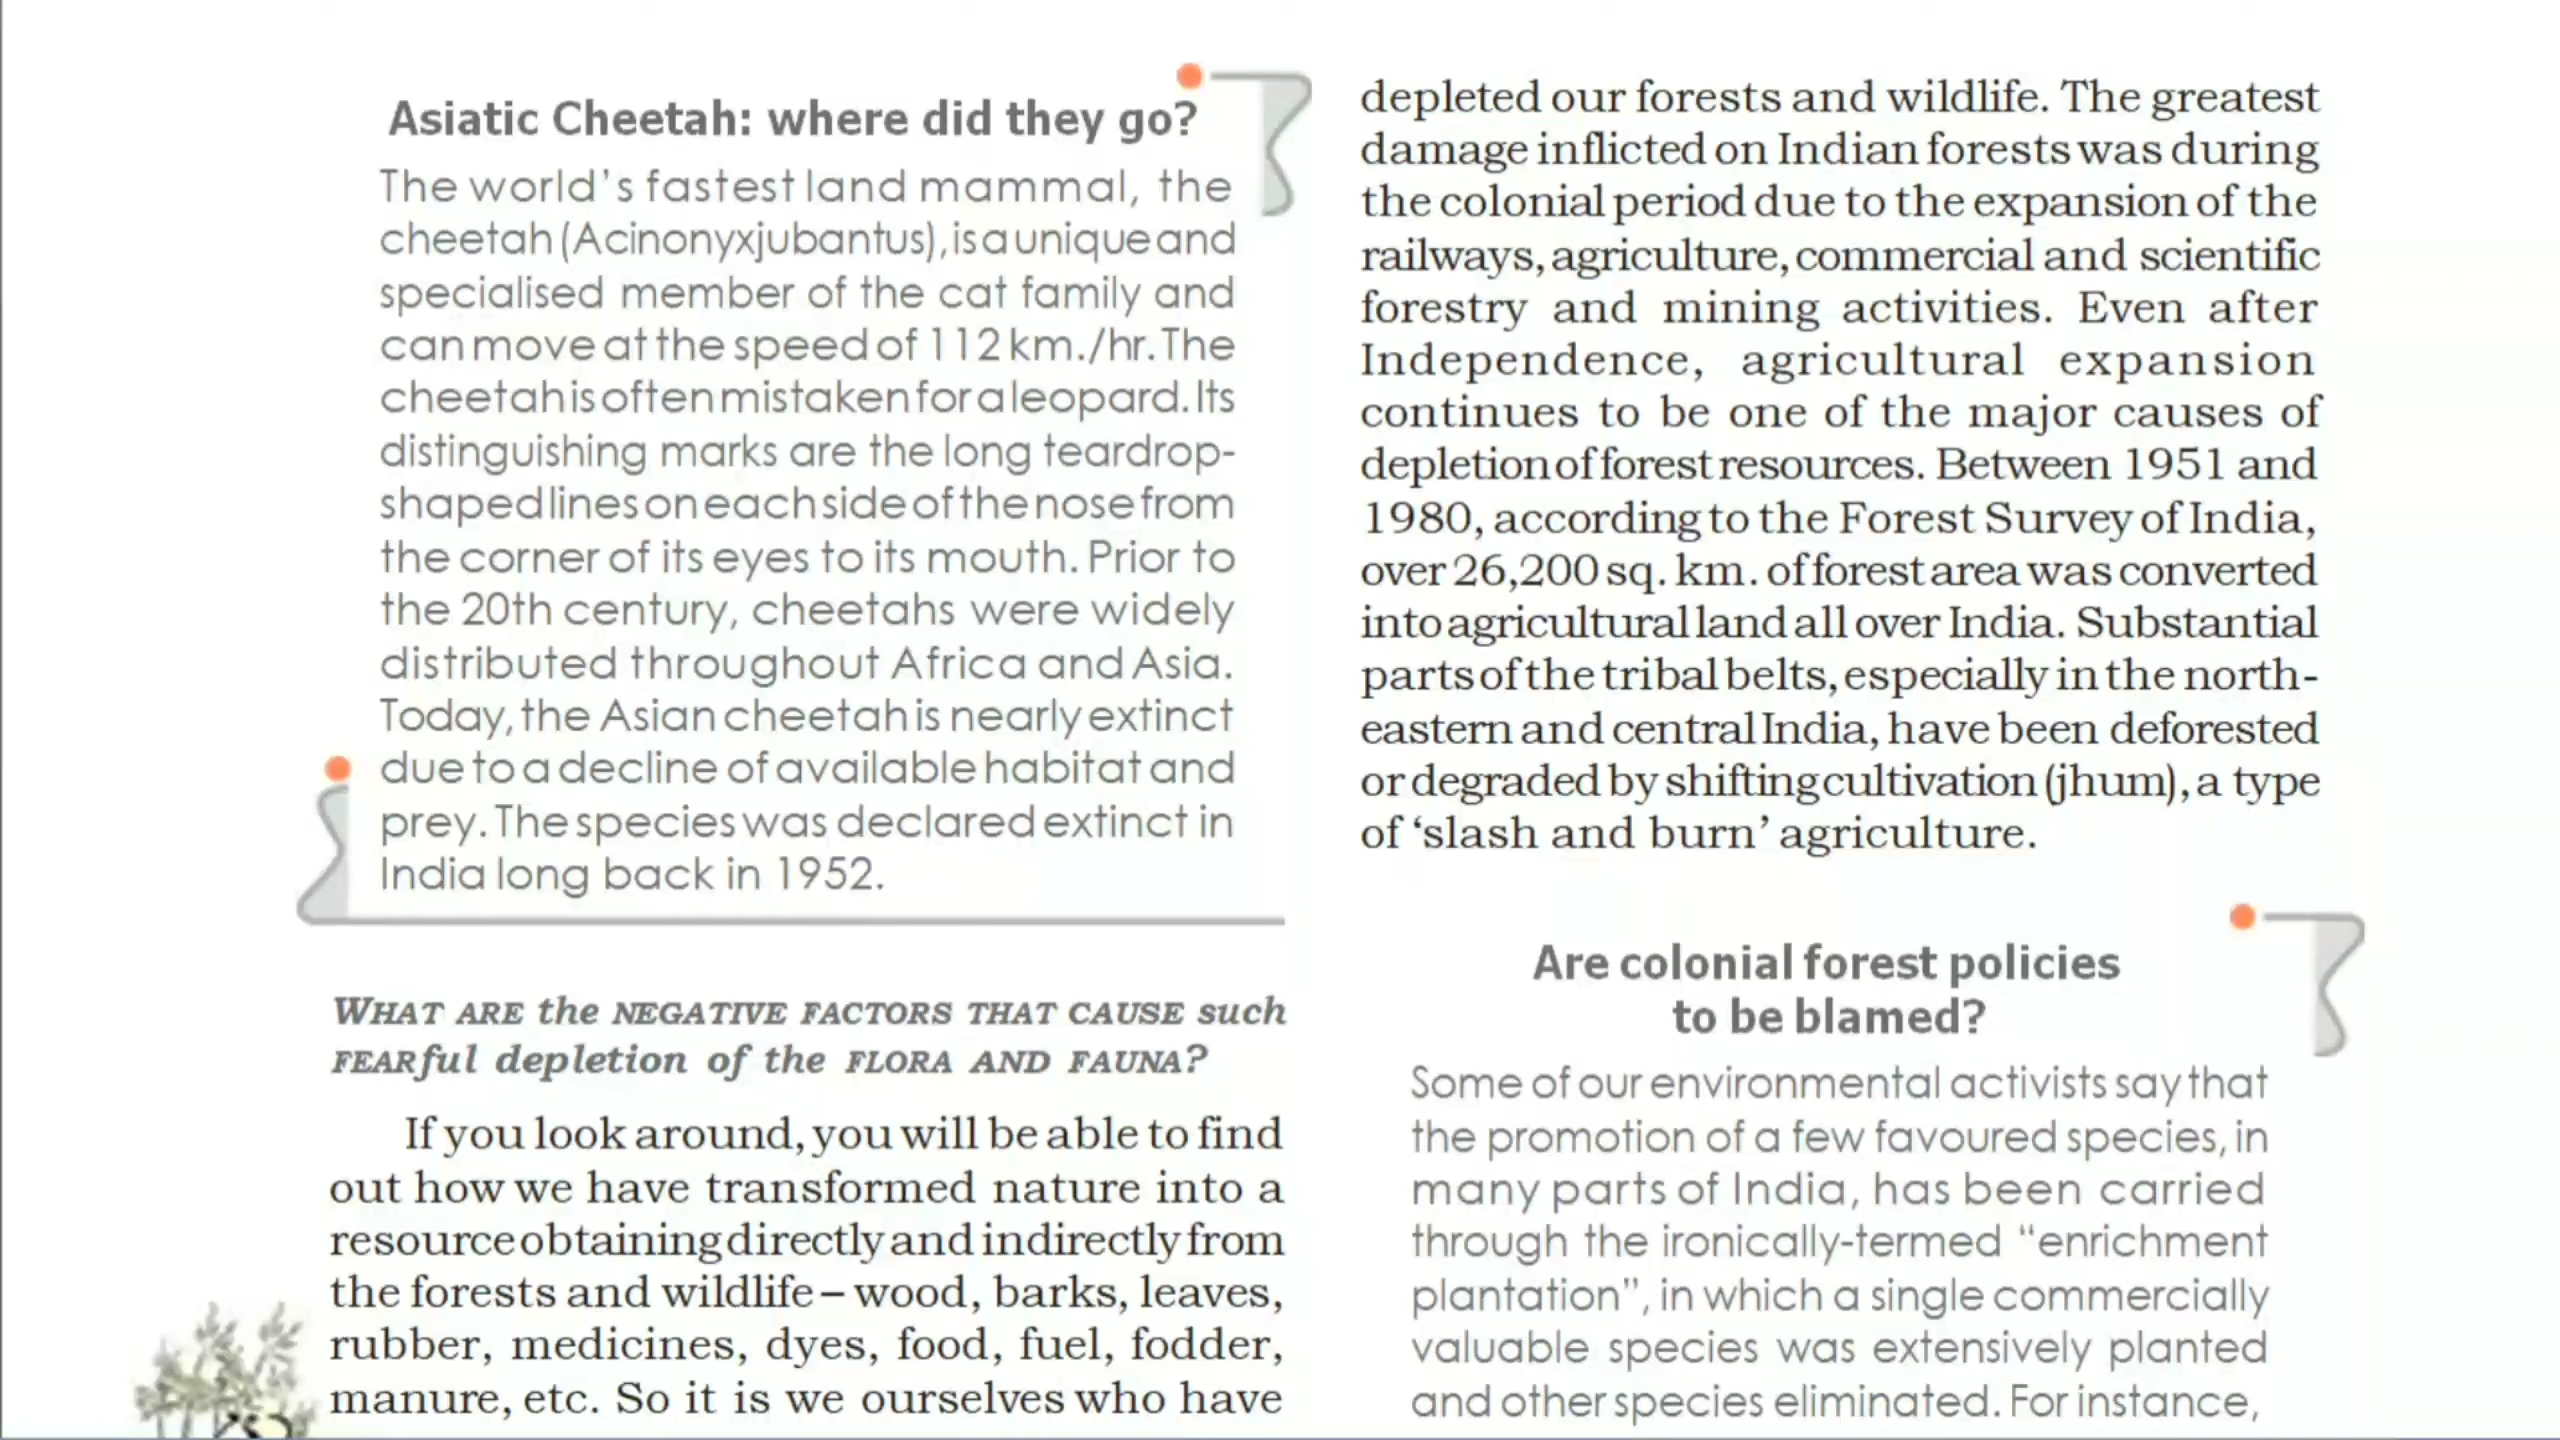 Asiatic Cheetah: where did they go?
The world's fastest land mammal, the
cheetah (Acinonyxjubantus), is a unique and
specialised member of the cat family and
can move at the speed of 112 km./hr. The
cheetah is often mistaken for a leopard. Its
distinguishing marks are the long teardrop-
shaped lines on each side of the nose from
the corner of its eyes to its mouth. Prior to
the 20th century, cheetahs were widely
distributed throughout Africa and Asia.
Today, the Asian cheetah is nearly extinct
due to a decline of available habitat and
prey. The species was declared extinct in
India long back in 1952.
WHAT ARE the NEGATIVE FACTORS THAT CAUSE such
FEARful depletion of the FLORA AND FAUNA?
If you look around, you will be able to find
out how we have transformed nature into a
resource obtaining directly and indirectly from
the forests and wildlife – wood, barks, leaves,
rubber, medicines, dyes, food, fuel, fodder,
manure, etc. So it is we ourselves who have
depleted our forests and wildlife. The greatest
damage inflicted on Indian forests was during
the colonial period due to the expansion of the
railways, agriculture, commercial and scientific
forestry and mining activities. Even after
Independence, agricultural expansion
continues to be one of the major causes of
depletion of forest resources. Between 1951 and
1980, according to the Forest Survey of India,
over 26,200 sq. km. of forest area was converted
into agricultural land all over India. Substantial
parts of the tribal belts, especially in the north-
eastern and central India, have been deforested
or degraded by shifting cultivation (jhum), a type
of ‘slash and burn’ agriculture.
Are colonial forest policies
to be blamed?
Some of our environmental activists say that
the promotion of a few favoured species, in
many parts of India, has been carried
through the ironically-termed “enrichment
plantation”, in which a single commercially
valuable species was extensively planted
and other species eliminated. For instance,